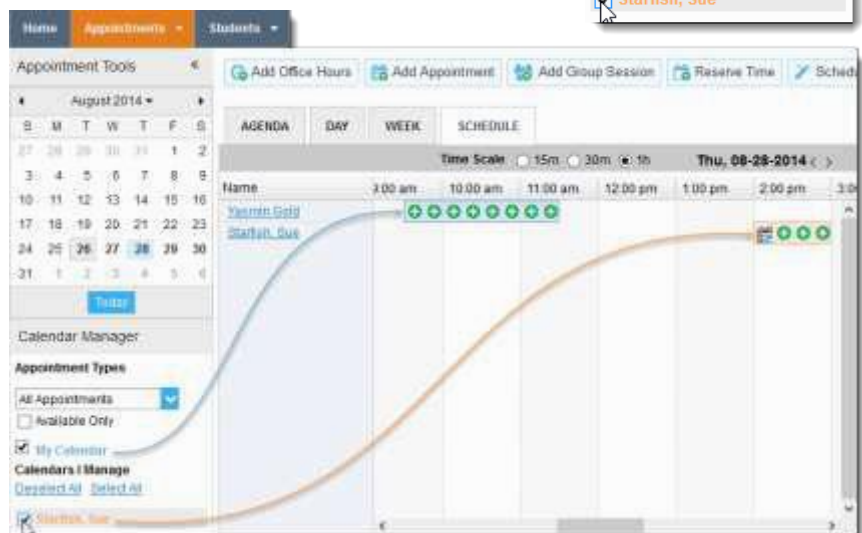 Starfish, Sue
Home Appointments Students
Appointment Tools
Add Office Hours Add Appointment Add Group Session Reserve Time Schedu
August 2014
S M T W T F S
27 28 29 30 31 1 2
3 4 5 6 7 8 9
10 11 12 13 14 15 16
17 18 19 20 21 22 23
24 25 26 27 28 29 30
31 1 2 3 4 5 6
Today
AGENDA DAY WEEK SCHEDULE
Time Scale 15m 30m 1h Thu, 08-28-2014
Name 10:00 am 11:00 am 12:00 pm 1:00 pm 2:00 pm 3:0
Yasmin Gold
Starfish, Sue
Calendar Manager
Appointment Types
All Appointments
Available Only
My Calendar
Calendars I Manage
Deselect All Select All
Starfish, Sue